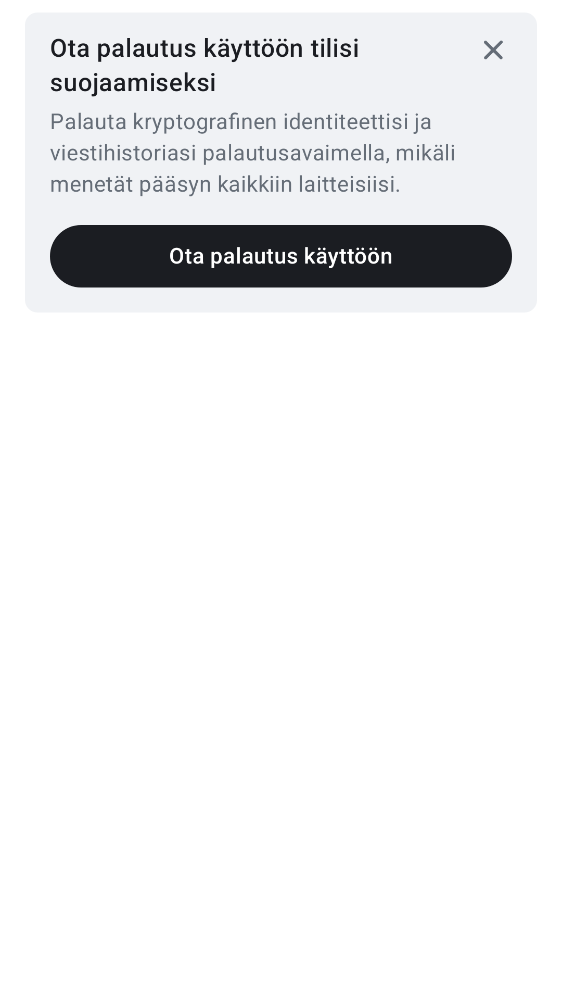 Ota palautus käyttöön tilisi
suojaamiseksi
Palauta kryptografinen identiteettisi ja
viestihistoriasi palautusavaimella, mikäli
menetät pääsyn kaikkiin laitteisiisi.
Ota palautus käyttöön